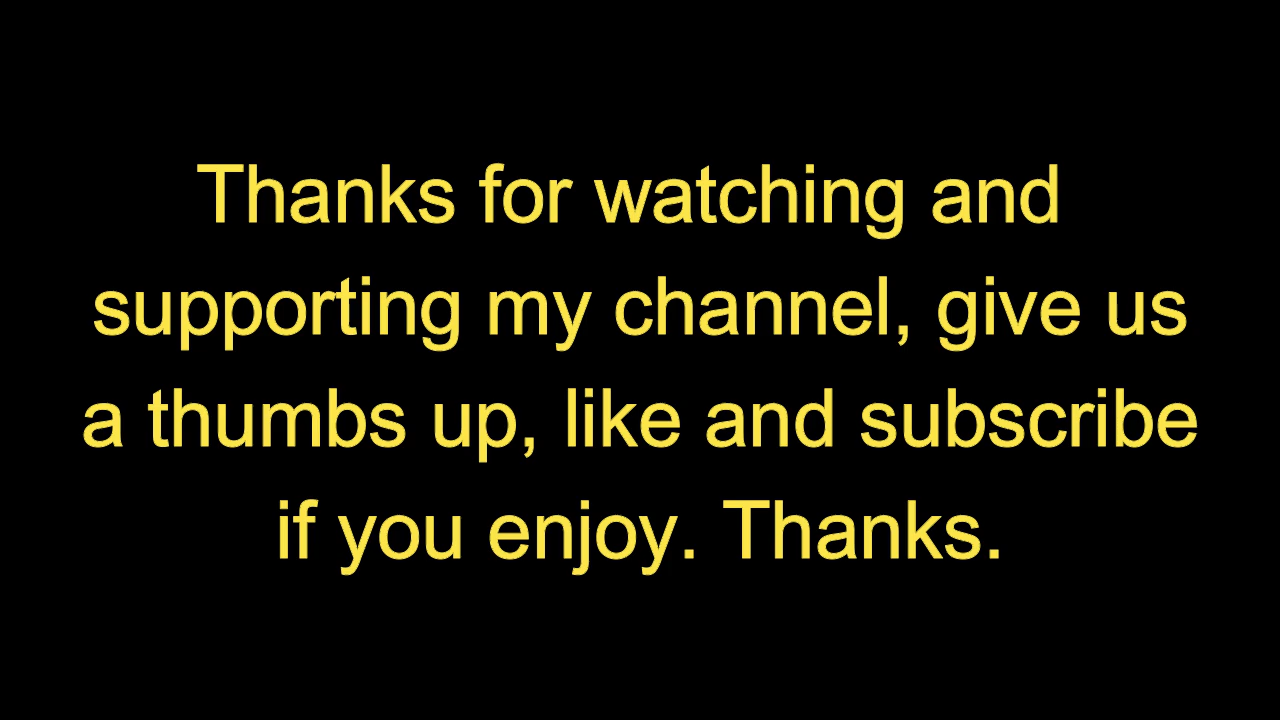 Thanks for watching and
supporting my channel, give us
a thumbs up, like and subscribe
if you enjoy. Thanks.